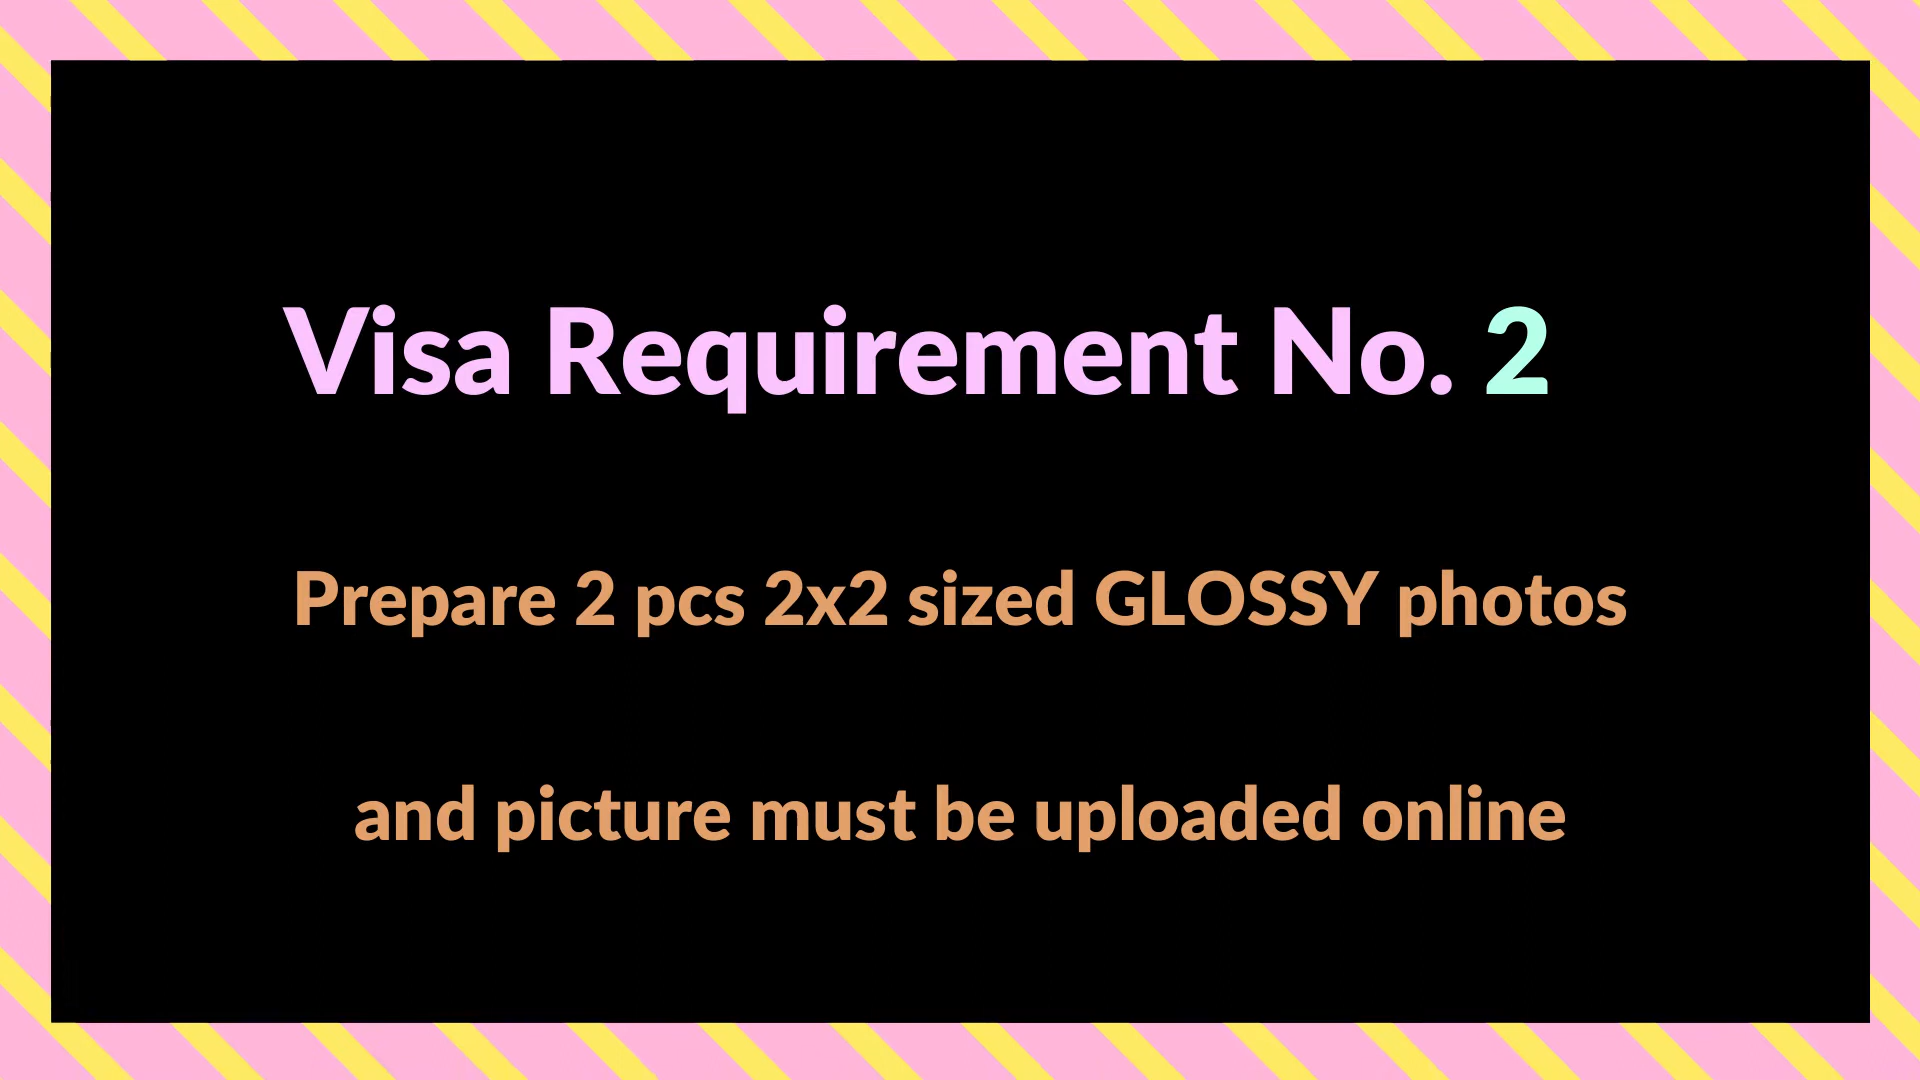 Visa Requirement No. 2
Prepare 2 pcs 2x2 sized GLOSSY photos
and picture must be uploaded online